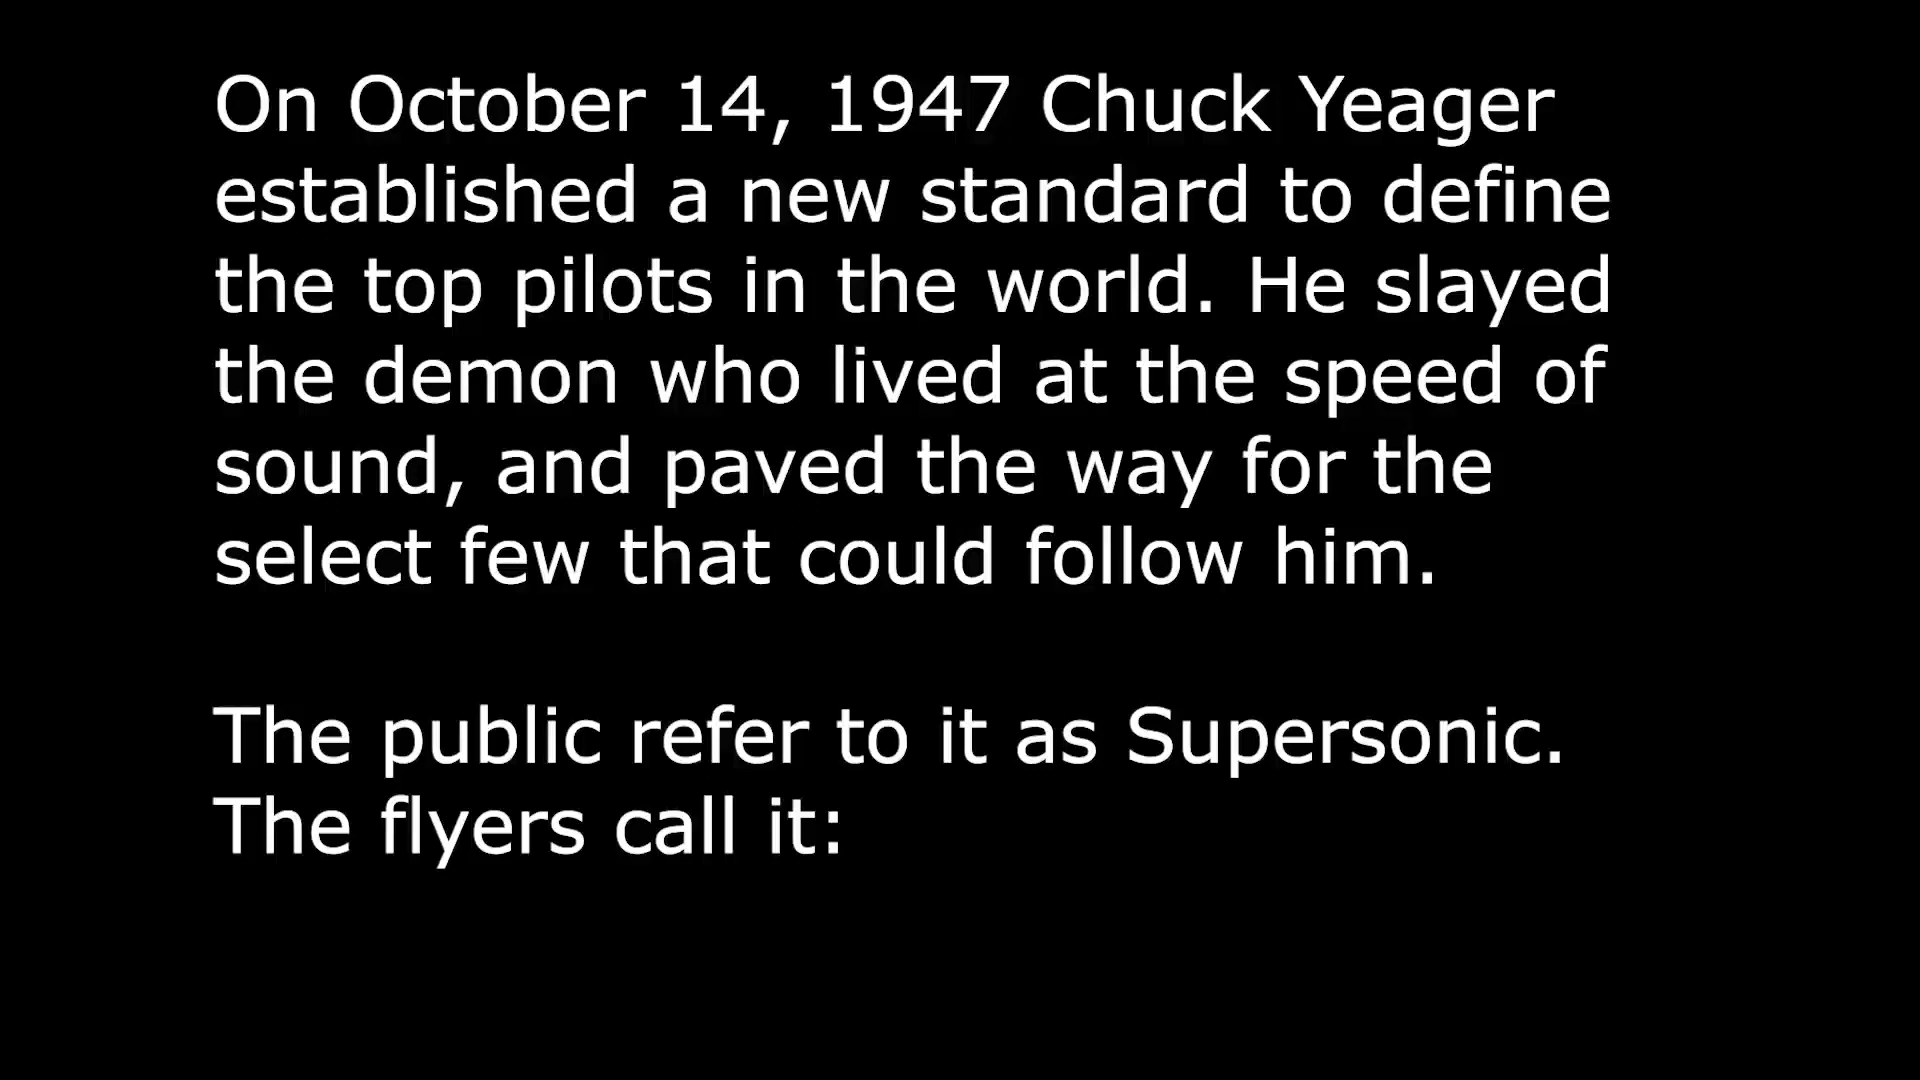 On October 14, 1947 Chuck Yeager
established a new standard to define
the top pilots in the world. He slayed
the demon who lived at the speed of
sound, and paved the way for the
select few that could follow him.
The public refer to it as Supersonic.
The flyers call it: